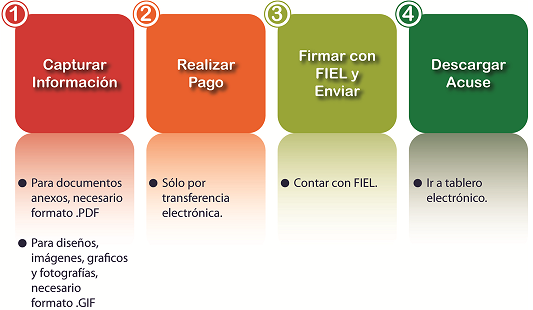 1
Capturar
Información
Para documentos
anexos, necesario
formato .PDF
Para diseños,
imágenes, graficos
y fotografías,
necesario
formato .GIF
2
Realizar
Pago
Sólo por
transferencia
electrónica.
3
Firmar con
FIEL y
Enviar
Contar con FIEL.
4
Descargar
Acuse
Ir a tablero
electrónico.